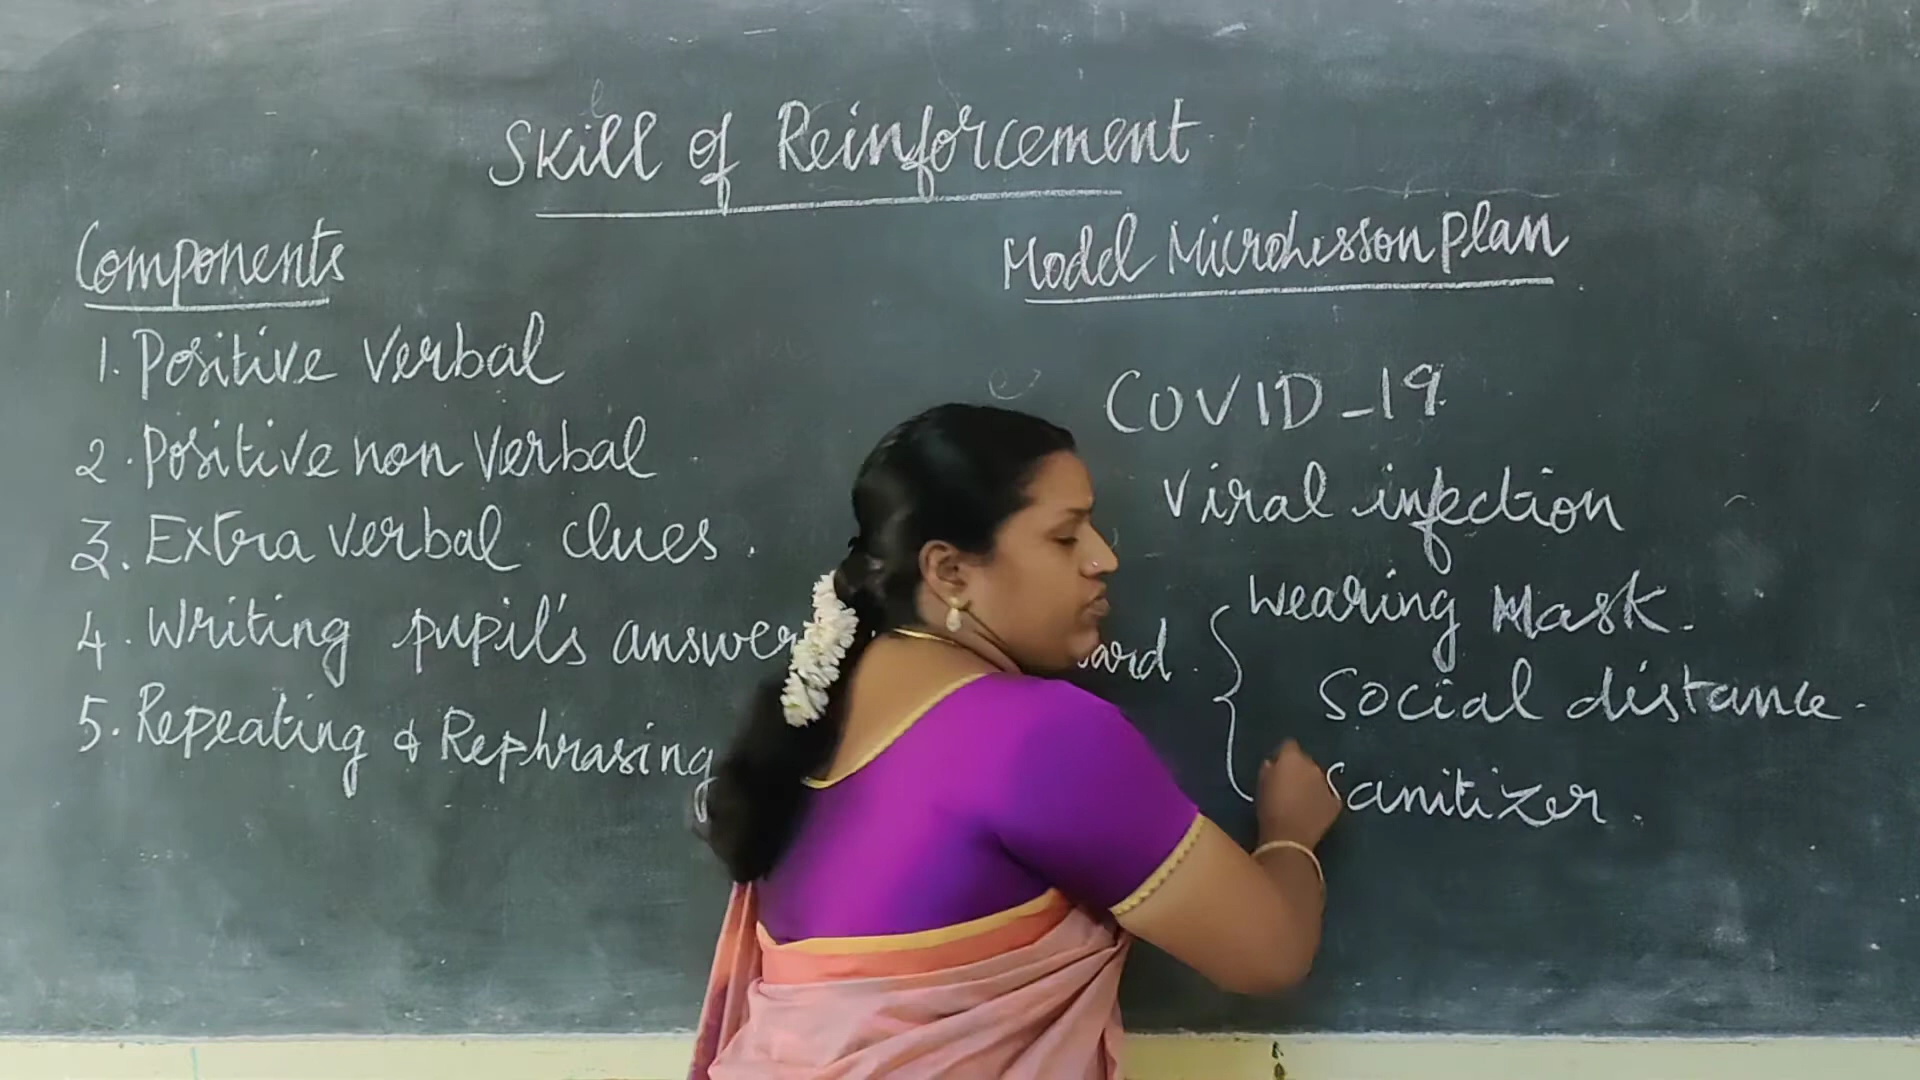 Skill of Reinforcement
Components
1. Positive verbal
2. Positive non verbal
3. Extra verbal clues.
4. Writing pupil's answer
5. Repeating & Rephrasing
Model Microlesson plan
COVID-19
Viral infection
Wearing Mask.
Social distance.
Sanitizer.